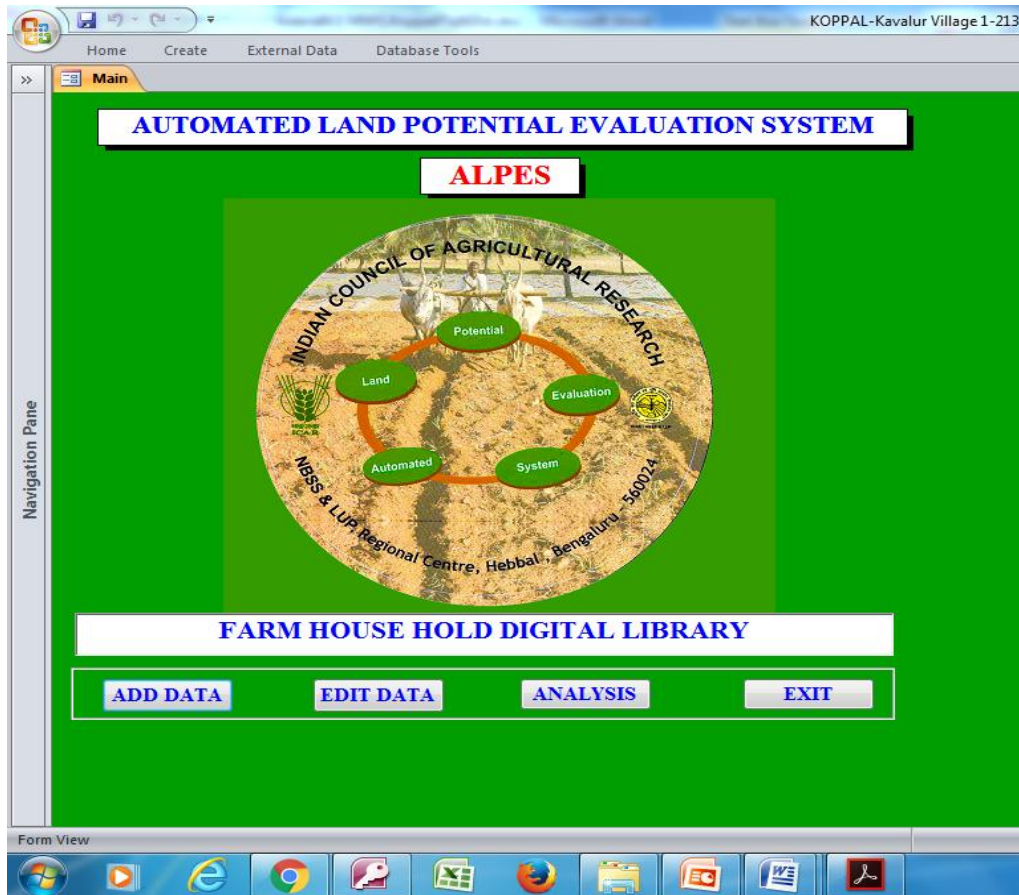 KOPPAL-Kavalur Village 1-213
Home Create External Data Database Tools
»
Main
AUTOMATED LAND POTENTIAL EVALUATION SYSTEM
ALPES
INDIAN COUNCIL OF AGRICULTURAL RESEARCH
Potential
Land
Evaluation
Automated
System
ICAR
NBSS & LUP, Regional Centre, Hebbal , Bengaluru - 560024
Navigation Pane
FARM HOUSE HOLD DIGITAL LIBRARY
ADD DATA EDIT DATA ANALYSIS EXIT
Form View